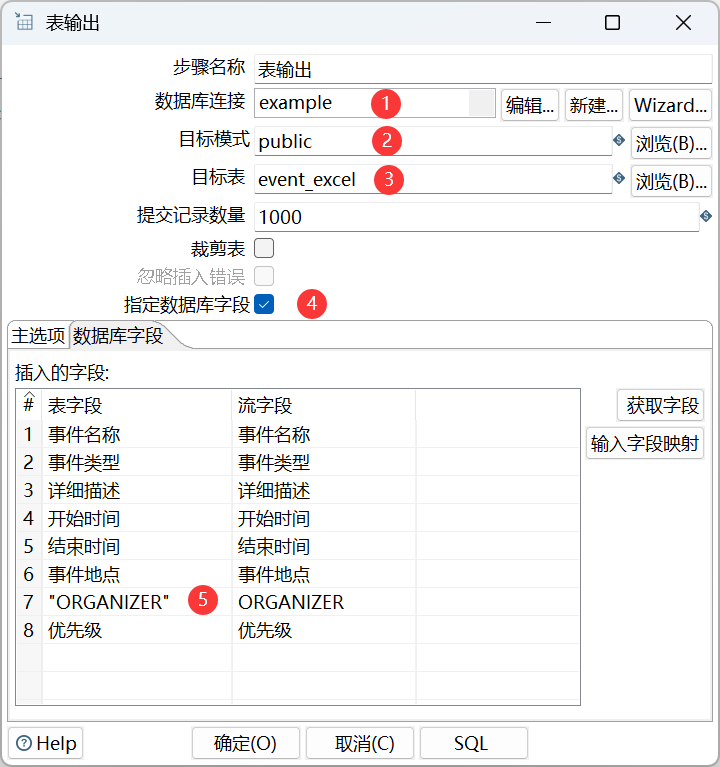 表输出
步骤名称 表输出
数据库连接 example 1 编辑... 新建... Wizard...
目标模式 public 2 浏览(B)...
目标表 event_excel 3 浏览(B)...
提交记录数量 1000
裁剪表
忽略插入错误
指定数据库字段 4
主选项 数据库字段
插入的字段:
# 表字段 流字段 获取字段
1 事件名称 事件名称 输入字段映射
2 事件类型 事件类型
3 详细描述 详细描述
4 开始时间 开始时间
5 结束时间 结束时间
6 事件地点 事件地点
7 "ORGANIZER" 5 ORGANIZER
8 优先级 优先级
Help 确定(O) 取消(C) SQL